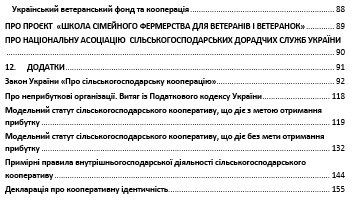 Український ветеранський фонд та кооперація ........ 88
ПРО ПРОЕКТ «ШКОЛА СІМЕЙНОГО ФЕРМЕРСТВА ДЛЯ ВЕТЕРАНІВ І ВЕТЕРАНОК» ........ 89
ПРО НАЦІОНАЛЬНУ АСОЦІАЦІЮ СІЛЬСЬКОГОСПОДАРСЬКИХ ДОРАДЧИХ СЛУЖБ УКРАЇНИ
........ 90
12. ДОДАТКИ ........ 91
Закон України «Про сільськогосподарську кооперацію» ........ 92
Про неприбуткові організації. Витяг із Податкового кодексу України ........ 118
Модельний статут сільськогосподарського кооперативу, що діє з метою отримання
прибутку ........ 119
Модельний статут сільськогосподарського кооперативу, що діє без мети отримання
прибутку ........ 132
Примірні правила внутрішньогосподарської діяльності сільськогосподарського
кооперативу ........ 144
Декларація про кооперативну ідентичність ........ 155